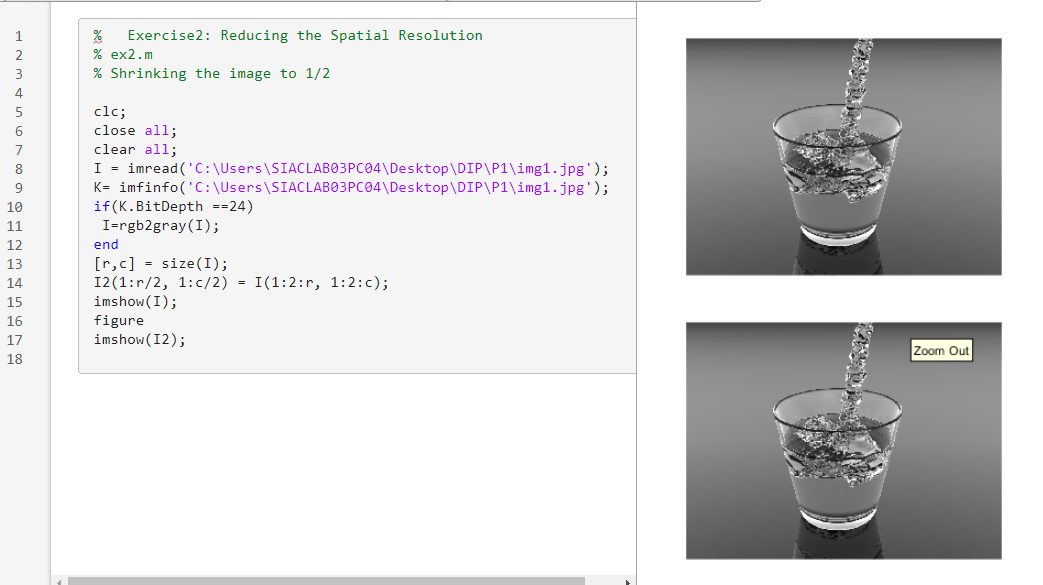 1 % Exercise2: Reducing the Spatial Resolution
2 % ex2.m
3 % Shrinking the image to 1/2
4
5 clc;
6 close all;
7 clear all;
8 I = imread('C:\Users\SIACLAB03PC04\Desktop\DIP\P1\img1.jpg');
9 K= imfinfo('C:\Users\SIACLAB03PC04\Desktop\DIP\P1\img1.jpg');
10 if(K.BitDepth ==24)
11 I=rgb2gray(I);
12 end
13 [r,c] = size(I);
14 I2(1:r/2, 1:c/2) = I(1:2:r, 1:2:c);
15 imshow(I);
16 figure
17 imshow(I2);
18
Zoom Out